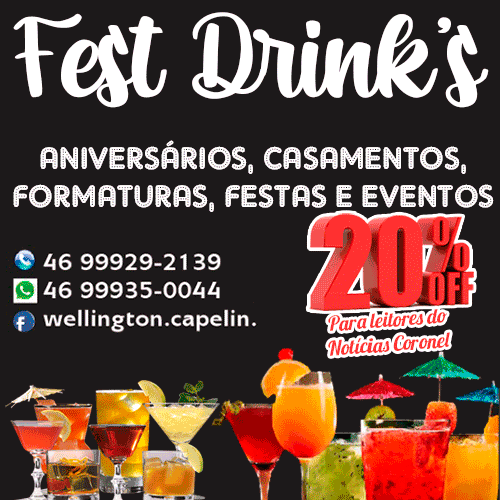 Fest Drink's
ANIVERSÁRIOS, CASAMENTOS,
FORMATURAS, FESTAS E EVENTOS
46 99929-2139
46 99935-0044
wellington.capelin.
20% OFF
Para leitores do
Notícias Coronel